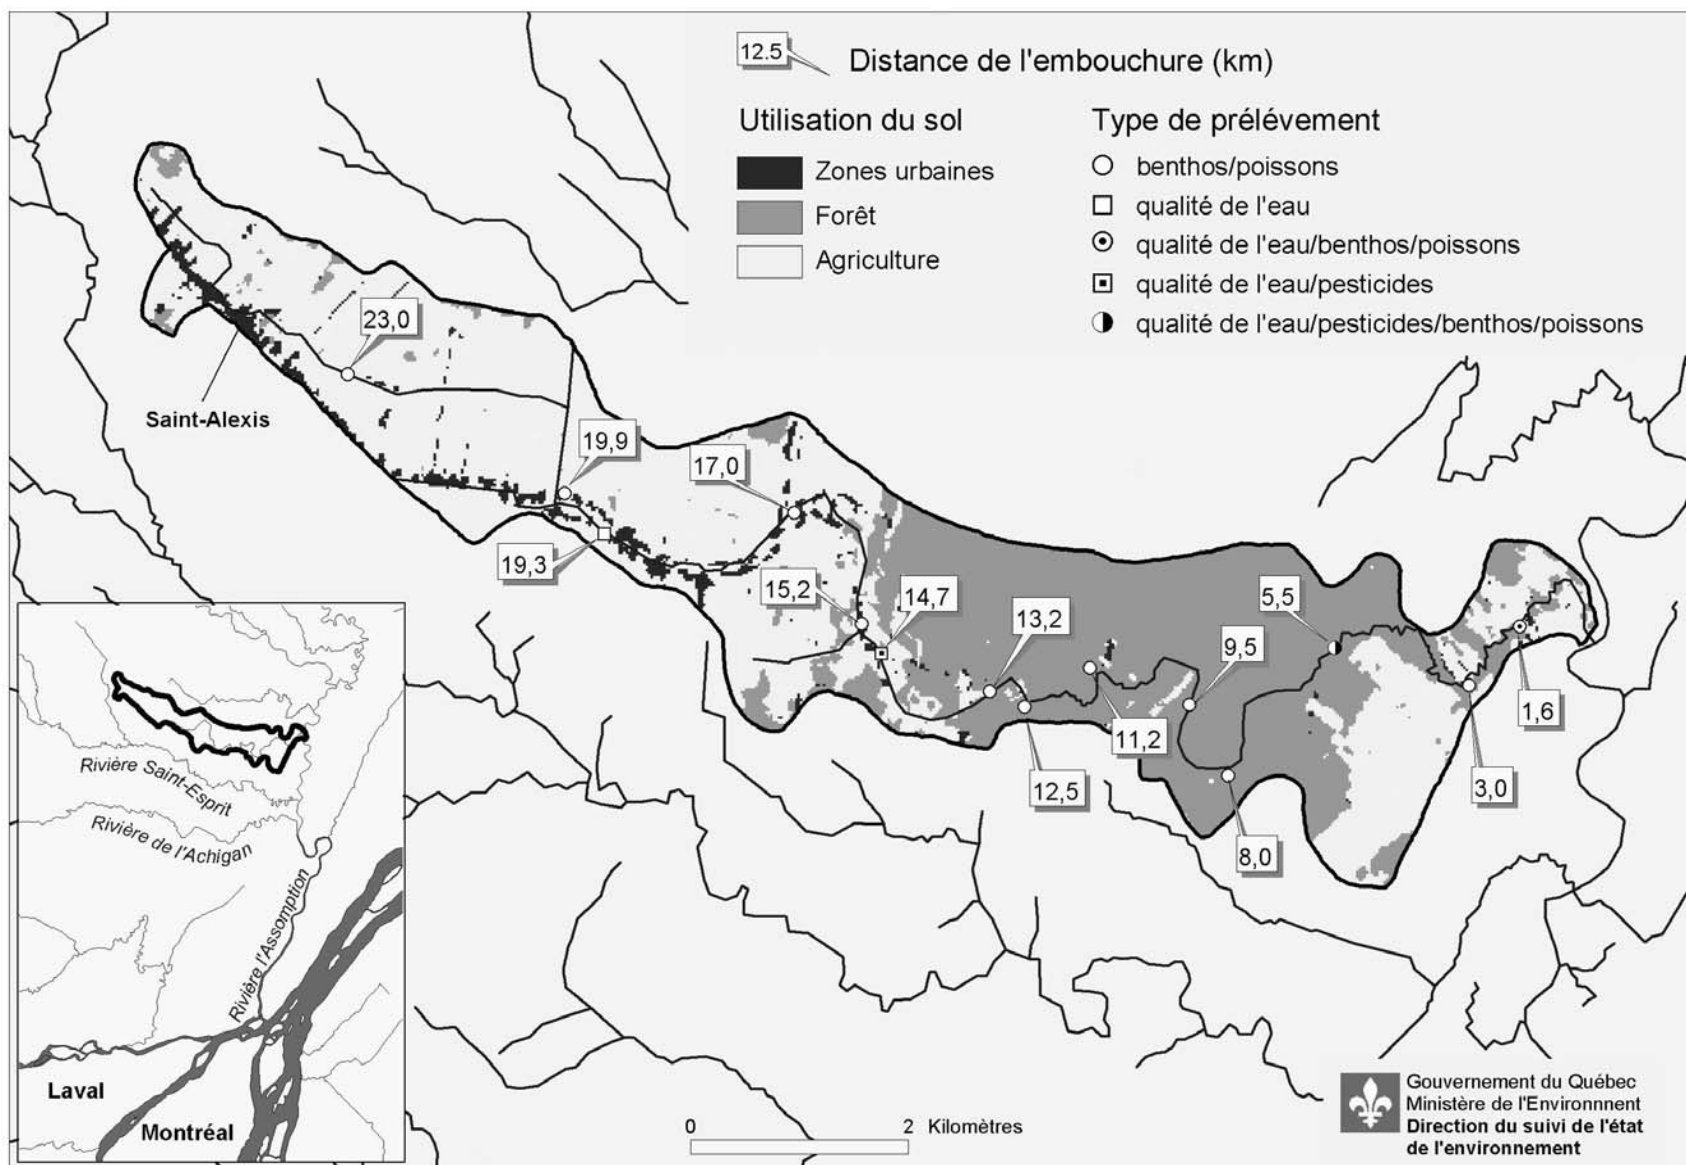 12.5 Distance de l'embouchure (km)
Utilisation du sol
Zones urbaines
Forêt
Agriculture
Type de prélévement
benthos/poissons
qualité de l'eau
qualité de l'eau/benthos/poissons
qualité de l'eau/pesticides
qualité de l'eau/pesticides/benthos/poissons
23,0
Saint-Alexis
19,9
17,0
19,3
15,2
14,7
13,2
5,5
9,5
11,2
12,5
8,0
3,0
1,6
Rivière Saint-Esprit
Rivière de l'Achigan
Rivière l'Assomption
Laval
Montréal
0 2 Kilomètres
Gouvernement du Québec
Ministère de l'Environnnent
Direction du suivi de l'état
de l'environnement